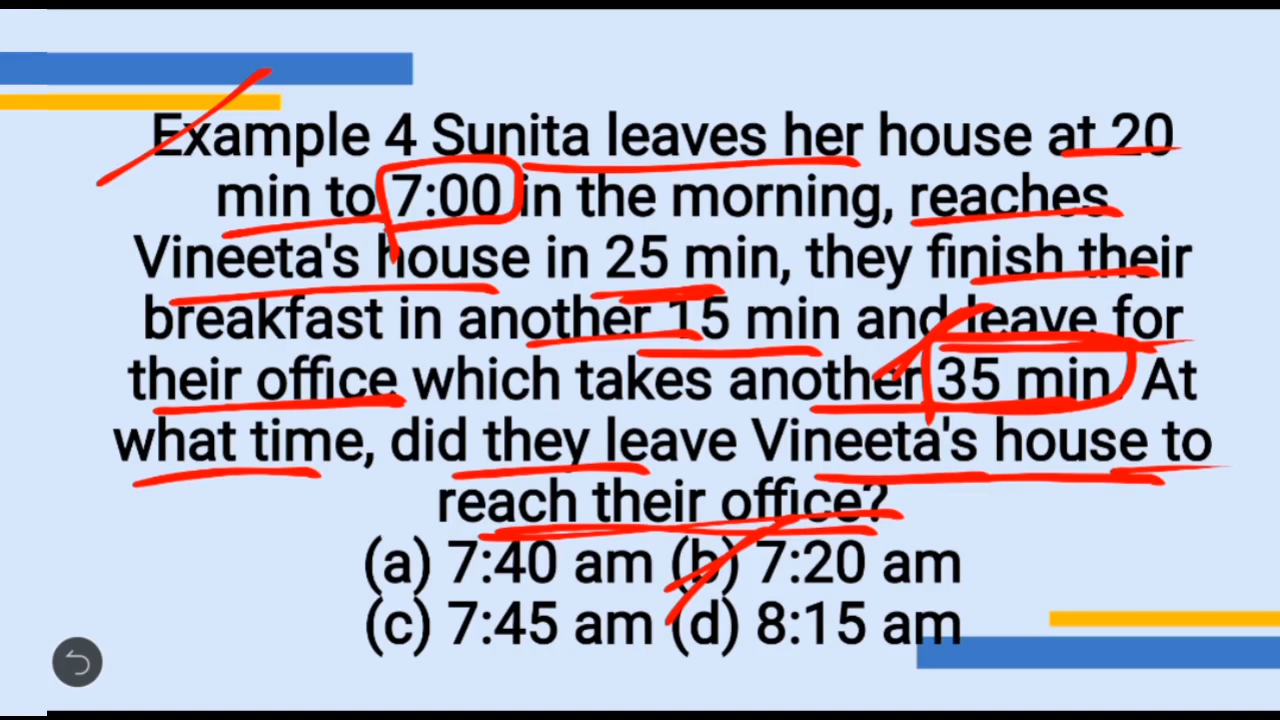 Example 4 Sunita leaves her house at 20
min to 7:00 in the morning, reaches
Vineeta's house in 25 min, they finish their
breakfast in another 15 min and leave for
their office which takes another 35 min. At
what time, did they leave Vineeta's house to
reach their office?
(a) 7:40 am (b) 7:20 am
(c) 7:45 am (d) 8:15 am